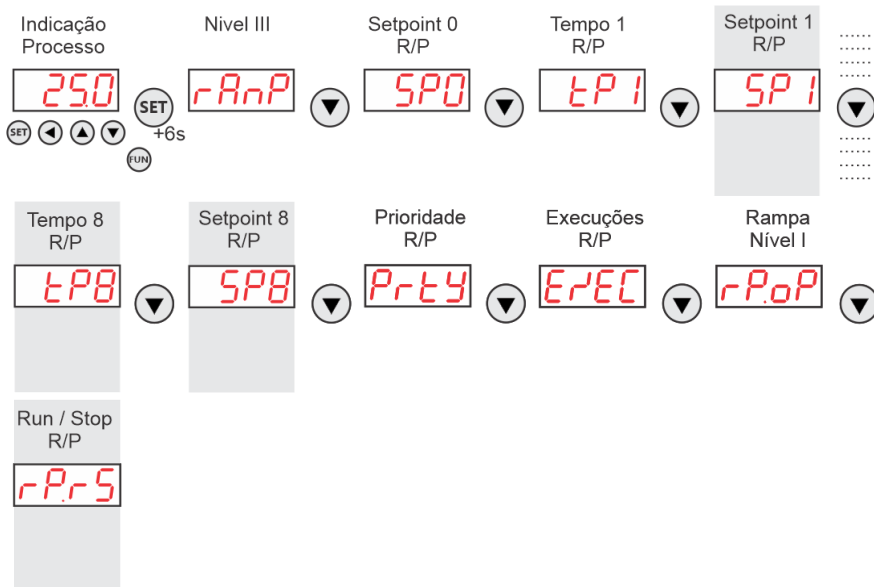 Indicação
Processo
Nivel III
Setpoint 0
R/P
Tempo 1
R/P
Setpoint 1
R/P
25.0
SET
rAnP
SP0
tP1
SP1
SET
+6s
FUN
Tempo 8
R/P
Setpoint 8
R/P
Prioridade
R/P
Execuções
R/P
Rampa
Nível I
tP8
SP8
PrtY
rP.oP
Run / Stop
R/P
rP.rS